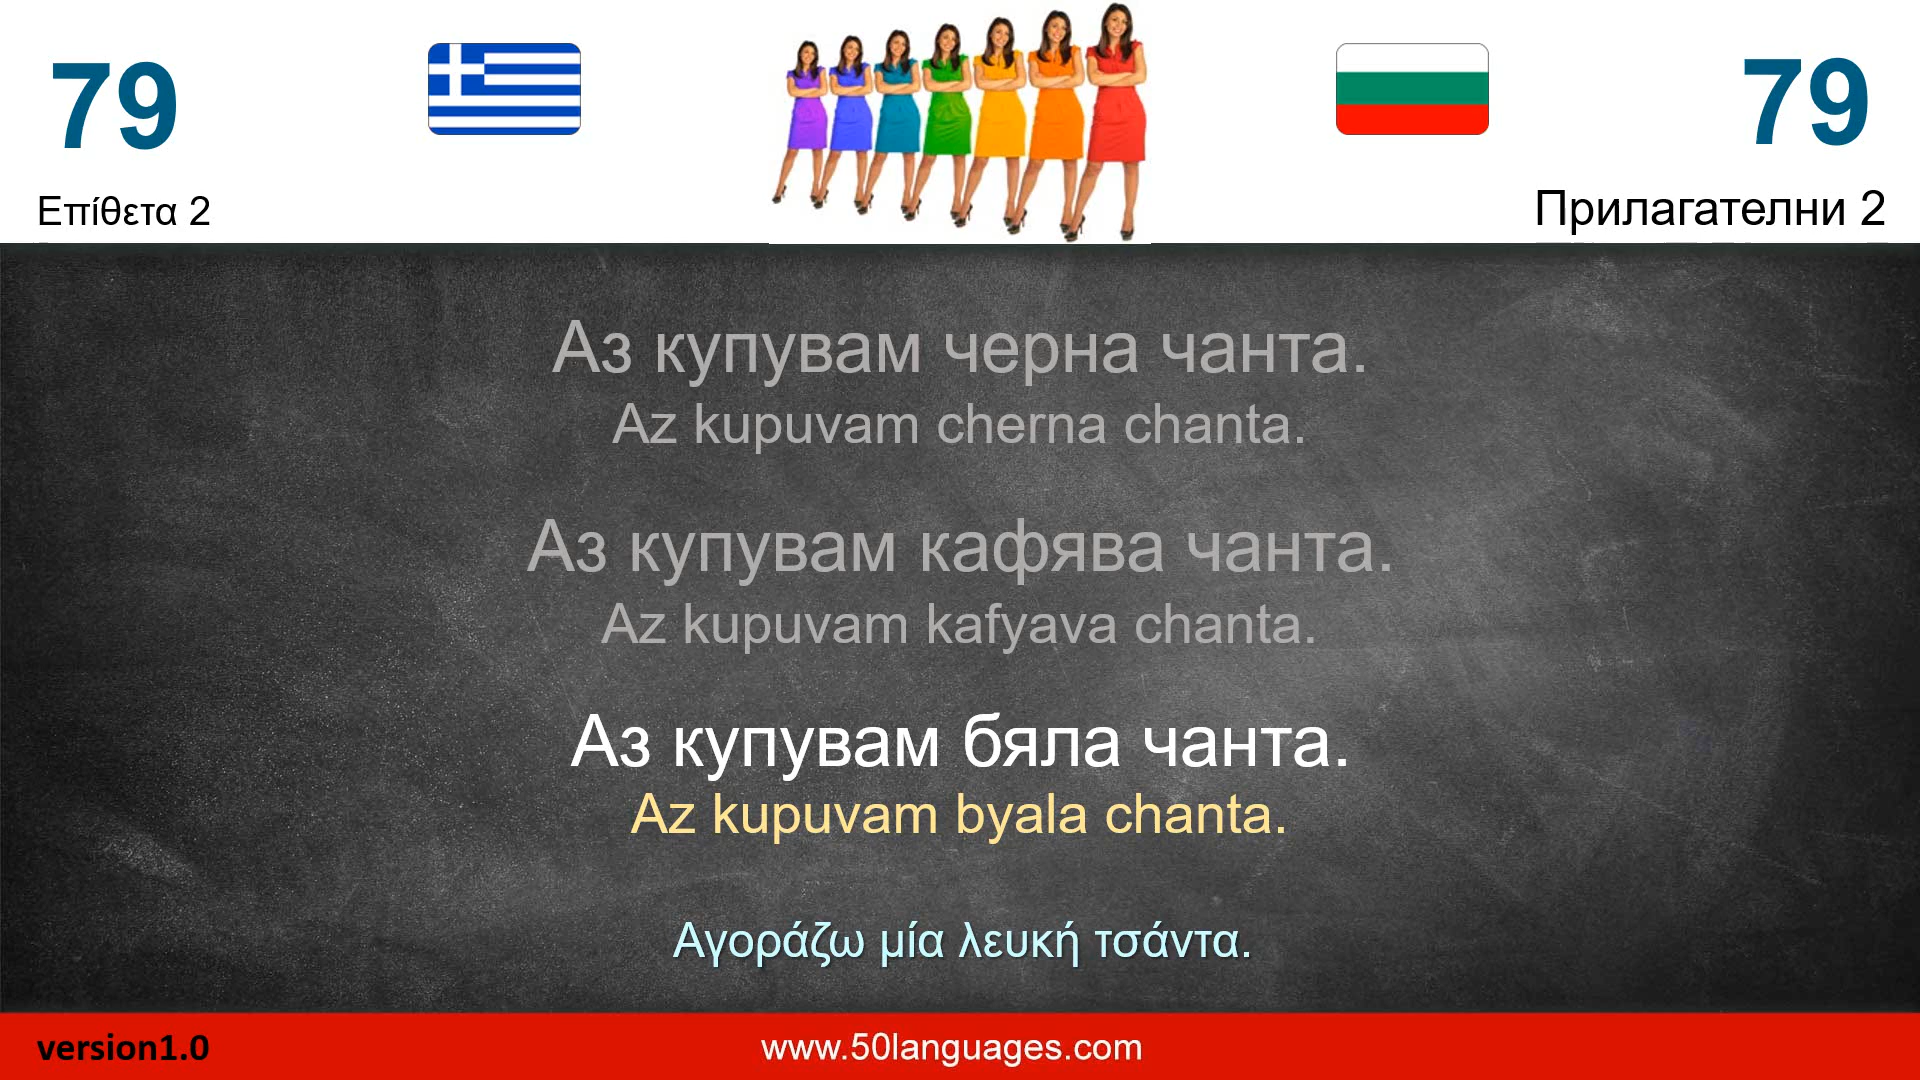 79
79
Επίθετα 2
Прилагателни 2
Аз купувам черна чанта.
Az kupuvam cherna chanta.
Аз купувам кафява чанта.
Az kupuvam kafyava chanta.
Аз купувам бяла чанта.
Az kupuvam byala chanta.
Αγοράζω μία λευκή τσάντα.
version1.0
www.50languages.com